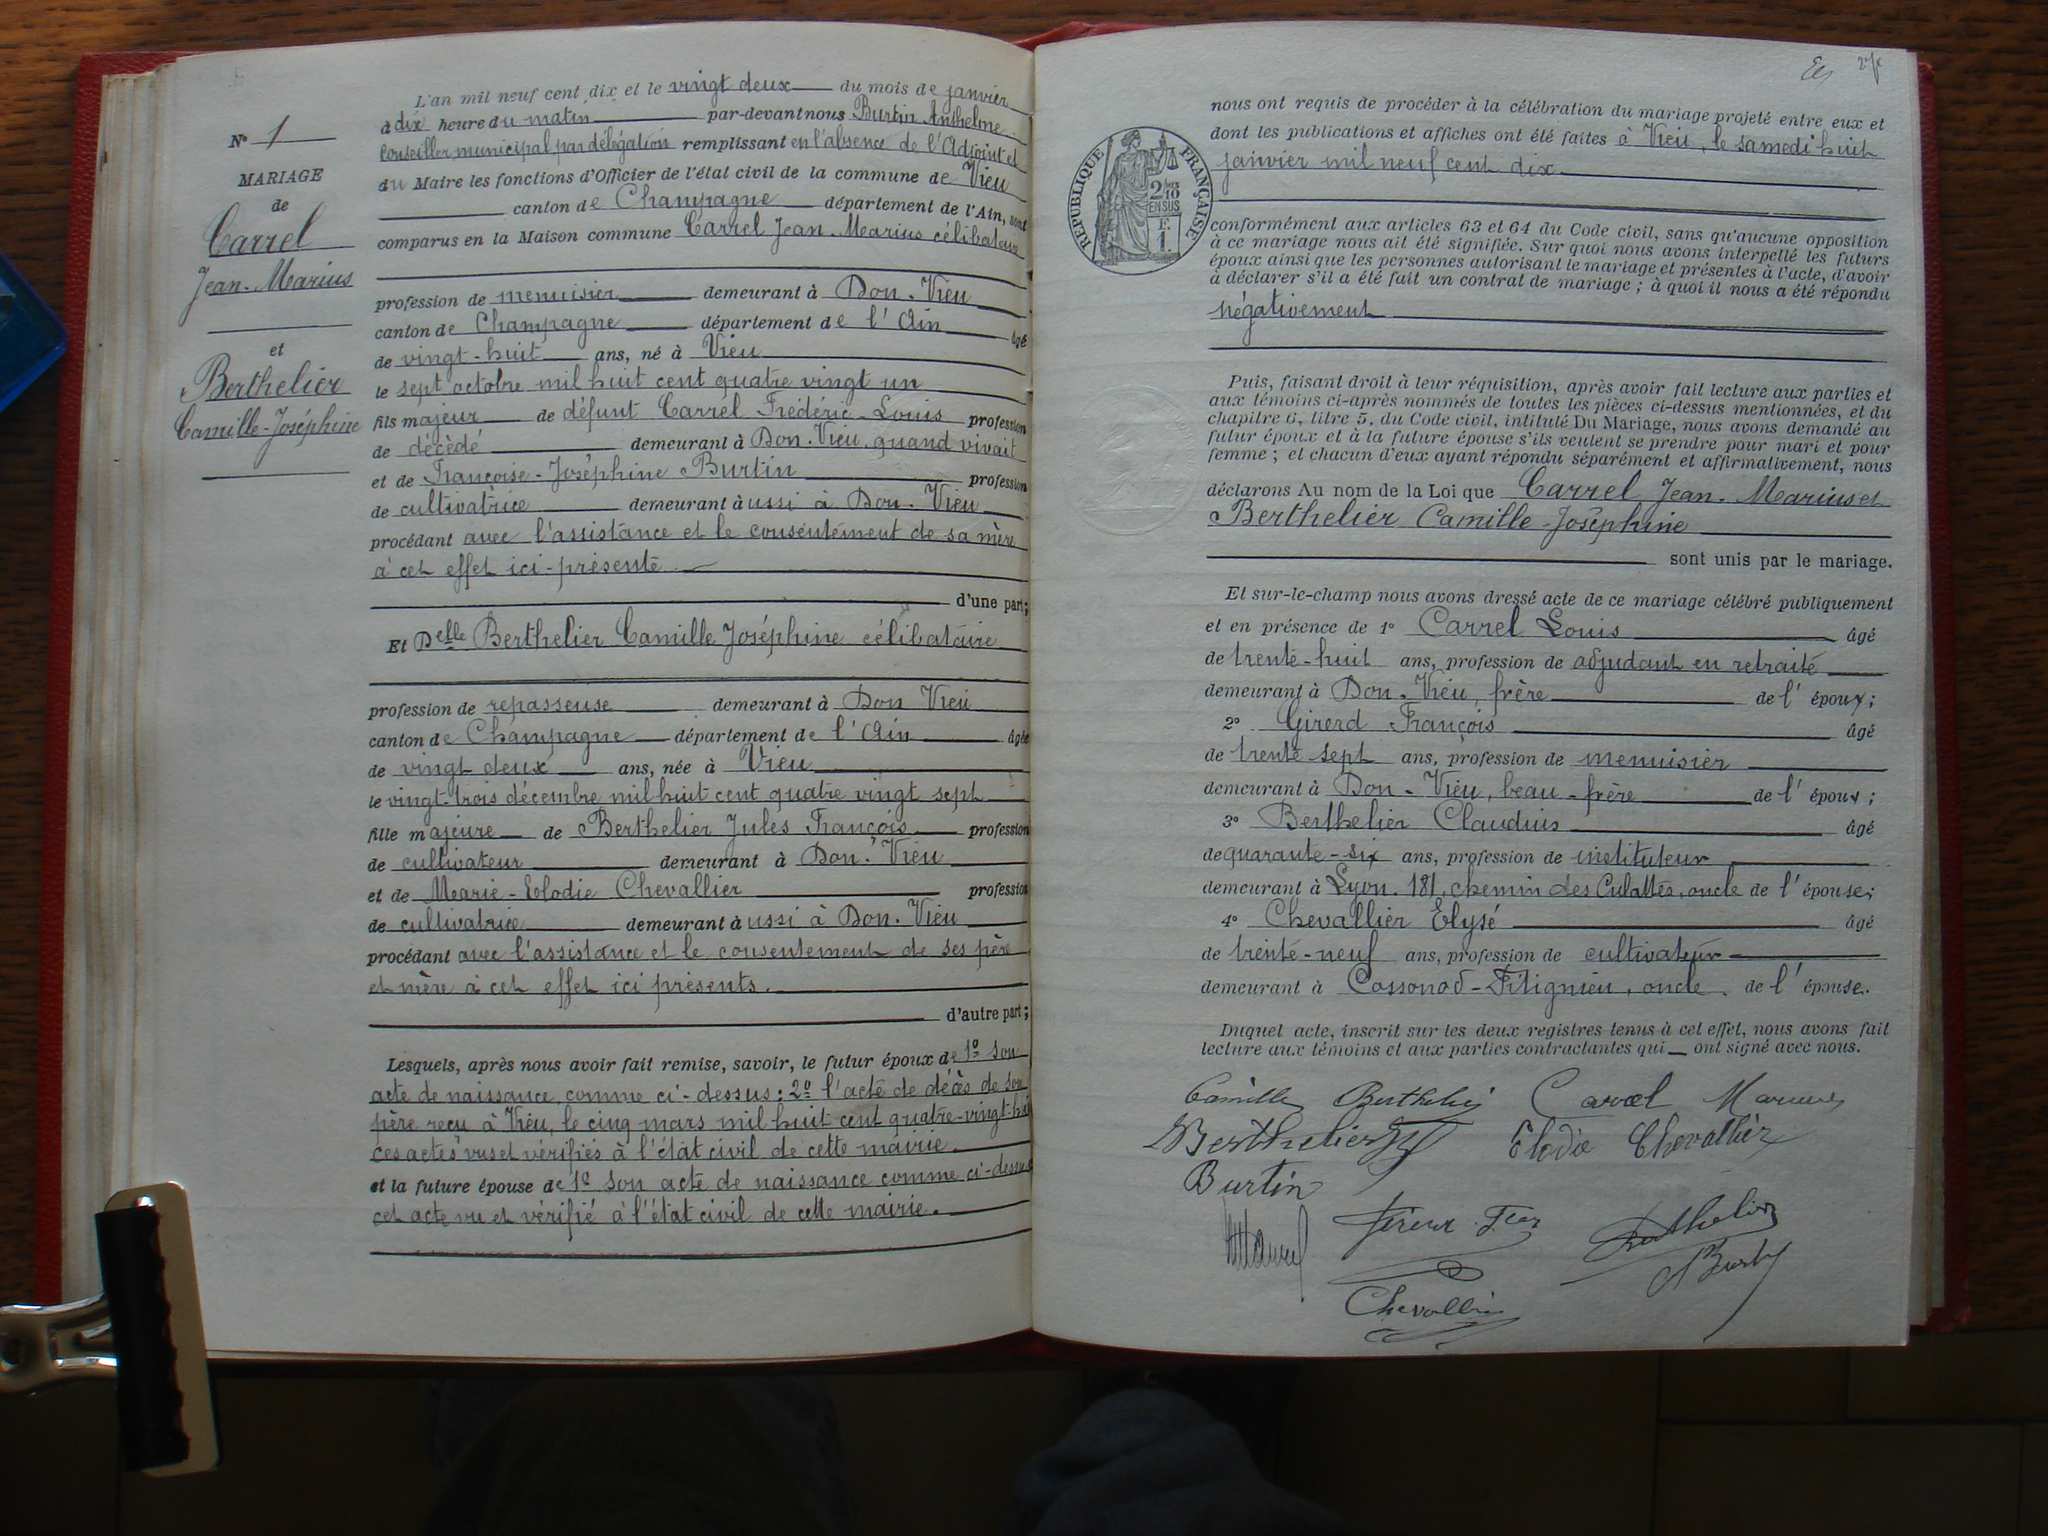 L'an mil neuf cent dix et le vingt deux du mois de janvier
à dix heure du matin par-devant nous Burtin Anthelme
Conseiller municipal par délégation remplissant en l'absence de l'Adjoint et
du Maire les fonctions d'Officier de l'état civil de la commune de Vieu
canton de Champagne département de l'Ain, sont
comparus en la Maison commune Carrel Jean-Marius célibataire
N° 1
MARIAGE
de
Carrel
Jean-Marius
et
Berthelier
Camille-Joséphine
profession de menuisier demeurant à Don-Vieu
canton de Champagne département de l'Ain âgé
de vingt-huit ans, né à Vieu
le sept octobre mil huit cent quatre vingt un
fils majeur de défunt Carrel Frédéric-Louis profession
de décédé demeurant à Don-Vieu, quand vivait
et de Françoise-Joséphine Burtin profession
de cultivatrice demeurant aussi à Don-Vieu
procédant avec l'assistance et le consentement de sa mère
à cet effet ici-présente
d'une part;
Et Delle Berthelier Camille Joséphine célibataire
profession de repasseuse demeurant à Don Vieu
canton de Champagne département de l'Ain âgée
de vingt deux ans, née à Vieu
le vingt-trois décembre mil huit cent quatre vingt sept
fille majeure de Berthelier Jules François profession
de cultivateur demeurant à Don-Vieu
et de Marie-Elodie Chevallier profession
de cultivatrice demeurant aussi à Don-Vieu
procédant avec l'assistance et le consentement de ses père
et mère à cet effet ici présents.
d'autre part;
Lesquels, après nous avoir fait remise, savoir, le futur époux de 1° son
acte de naissance, comme ci-dessus: 2° l'acte de décès de son
père reçu à Vieu, le cinq mars mil huit cent quatre-vingt-
ces actes vus et vérifiés à l'état civil de cette mairie.
et la future épouse de 1° son acte de naissance comme ci-dessus
cet acte vu et vérifié à l'état civil de cette mairie.
RÉPUBLIQUE FRANÇAISE
2/10
EN SUS
F.
1.
nous ont requis de procéder à la célébration du mariage projeté entre eux et
dont les publications et affiches ont été faites à Vieu, le samedi huit
janvier mil neuf cent dix
conformément aux articles 63 et 64 du Code civil, sans qu'aucune opposition
à ce mariage nous ait été signifiée. Sur quoi nous avons interpellé les futurs
époux ainsi que les personnes autorisant le mariage et présentes à l'acte, d'avoir
à déclarer s'il a été fait un contrat de mariage; à quoi il nous a été répondu
négativement
Puis, faisant droit à leur réquisition, après avoir fait lecture aux parties et
aux témoins ci-après nommés de toutes les pièces ci-dessus mentionnées, et du
chapitre 6, titre 5, du Code civil, intitulé Du Mariage, nous avons demandé au
futur époux et à la future épouse s'ils veulent se prendre pour mari et pour
femme; et chacun d'eux ayant répondu séparément et affirmativement, nous
déclarons Au nom de la Loi que Carrel Jean-Marius et
Berthelier Camille-Joséphine
sont unis par le mariage.
Et sur-le-champ nous avons dressé acte de ce mariage célébré publiquement
et en présence de 1° Carrel Louis âgé
de trente-huit ans, profession de adjudant en retraite
demeurant à Don-Vieu, frère de l'époux;
2° Girerd François âgé
de trente sept ans, profession de menuisier
demeurant à Don-Vieu, beau-frère de l'époux;
3° Berthelier Claudius âgé
de quarante-six ans, profession de instituteur
demeurant à Lyon. 181, chemin des Culattes, oncle de l'épouse;
4° Chevallier Elysé âgé
de trente-neuf ans, profession de cultivateur
demeurant à Cossonod-Fitignieu, oncle de l'épouse.
Duquel acte, inscrit sur les deux registres tenus à cet effet, nous avons fait
lecture aux témoins et aux parties contractantes qui ont signé avec nous.
Camille Berthelier Carrel Marius
Berthelier Elodie Chevallier
Burtin
Berthelier
Chevallier